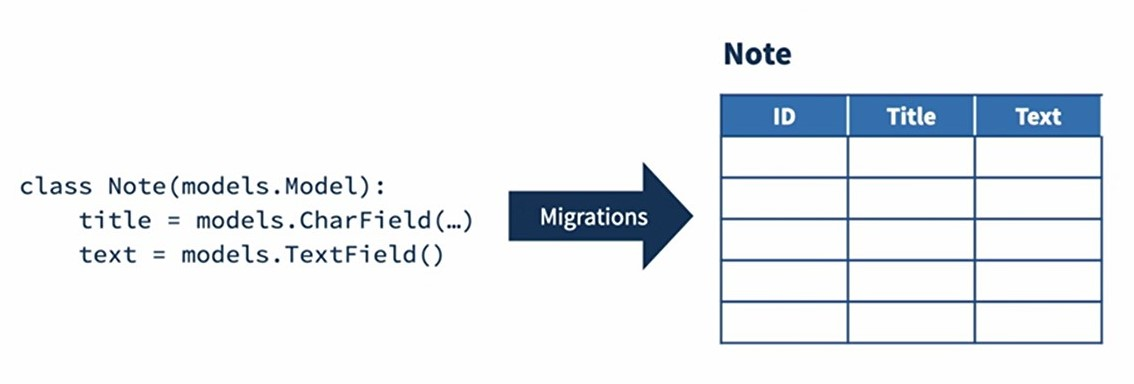 class Note(models.Model):
    title = models.CharField(…)
    text = models.TextField()
Migrations
Note
ID Title Text